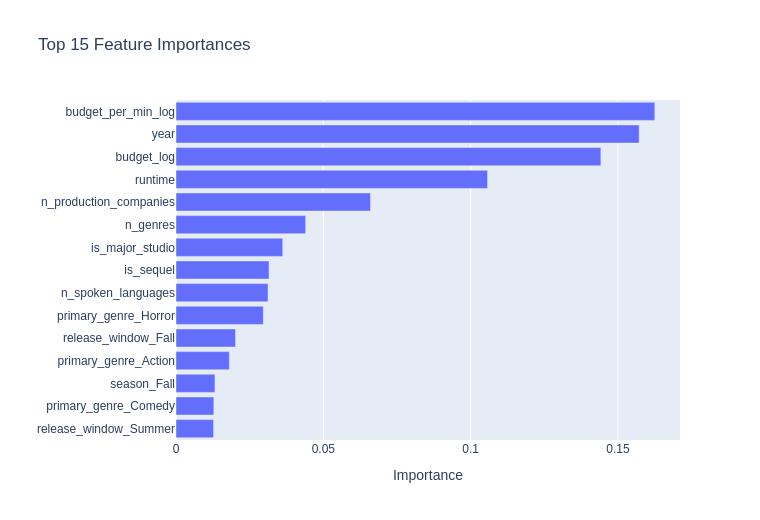 Top 15 Feature Importances
budget_per_min_log
year
budget_log
runtime
n_production_companies
n_genres
is_major_studio
is_sequel
n_spoken_languages
primary_genre_Horror
release_window_Fall
primary_genre_Action
season_Fall
primary_genre_Comedy
release_window_Summer
0 0.05 0.1 0.15
Importance